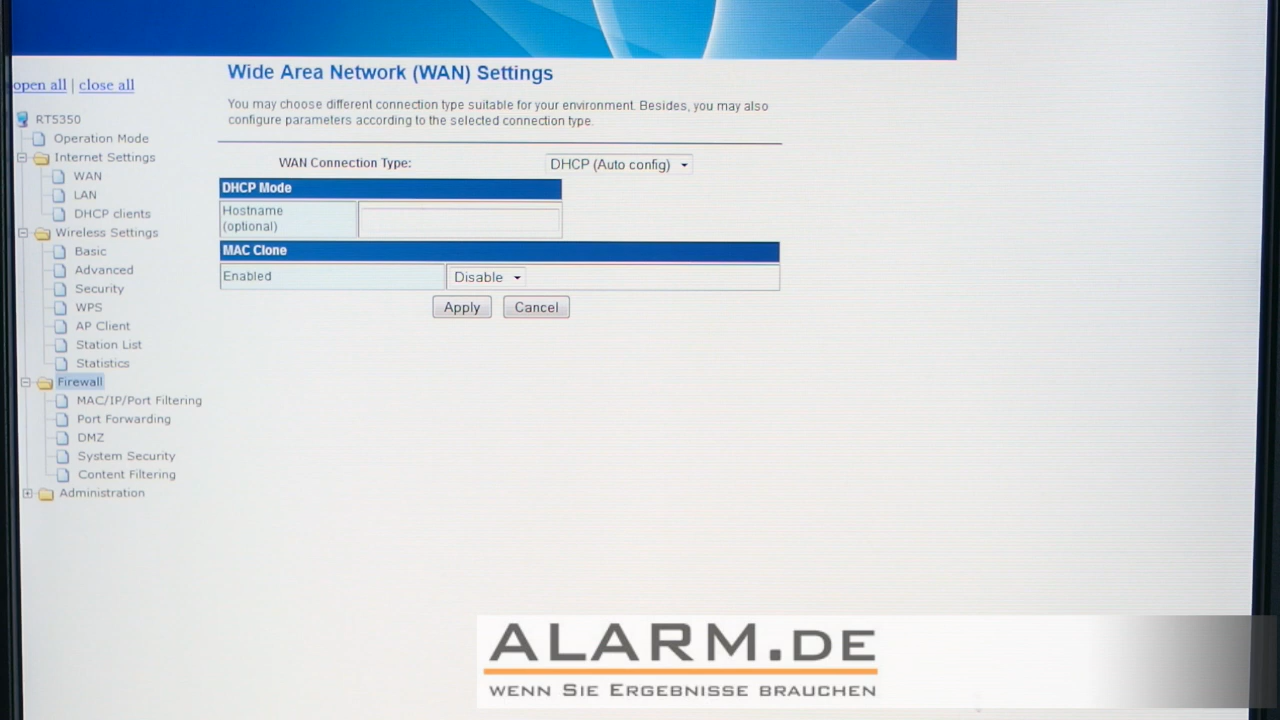 open all | close all
RT5350
Operation Mode
Internet Settings
WAN
LAN
DHCP clients
Wireless Settings
Basic
Advanced
Security
WPS
AP Client
Station List
Statistics
Firewall
MAC/IP/Port Filtering
Port Forwarding
DMZ
System Security
Content Filtering
Administration
Wide Area Network (WAN) Settings
You may choose different connection type suitable for your environment. Besides, you may also
configure parameters according to the selected connection type.
WAN Connection Type: DHCP (Auto config)
DHCP Mode
Hostname
(optional)
MAC Clone
Enabled Disable
Apply Cancel
ALARM.DE
WENN SIE ERGEBNISSE BRAUCHEN